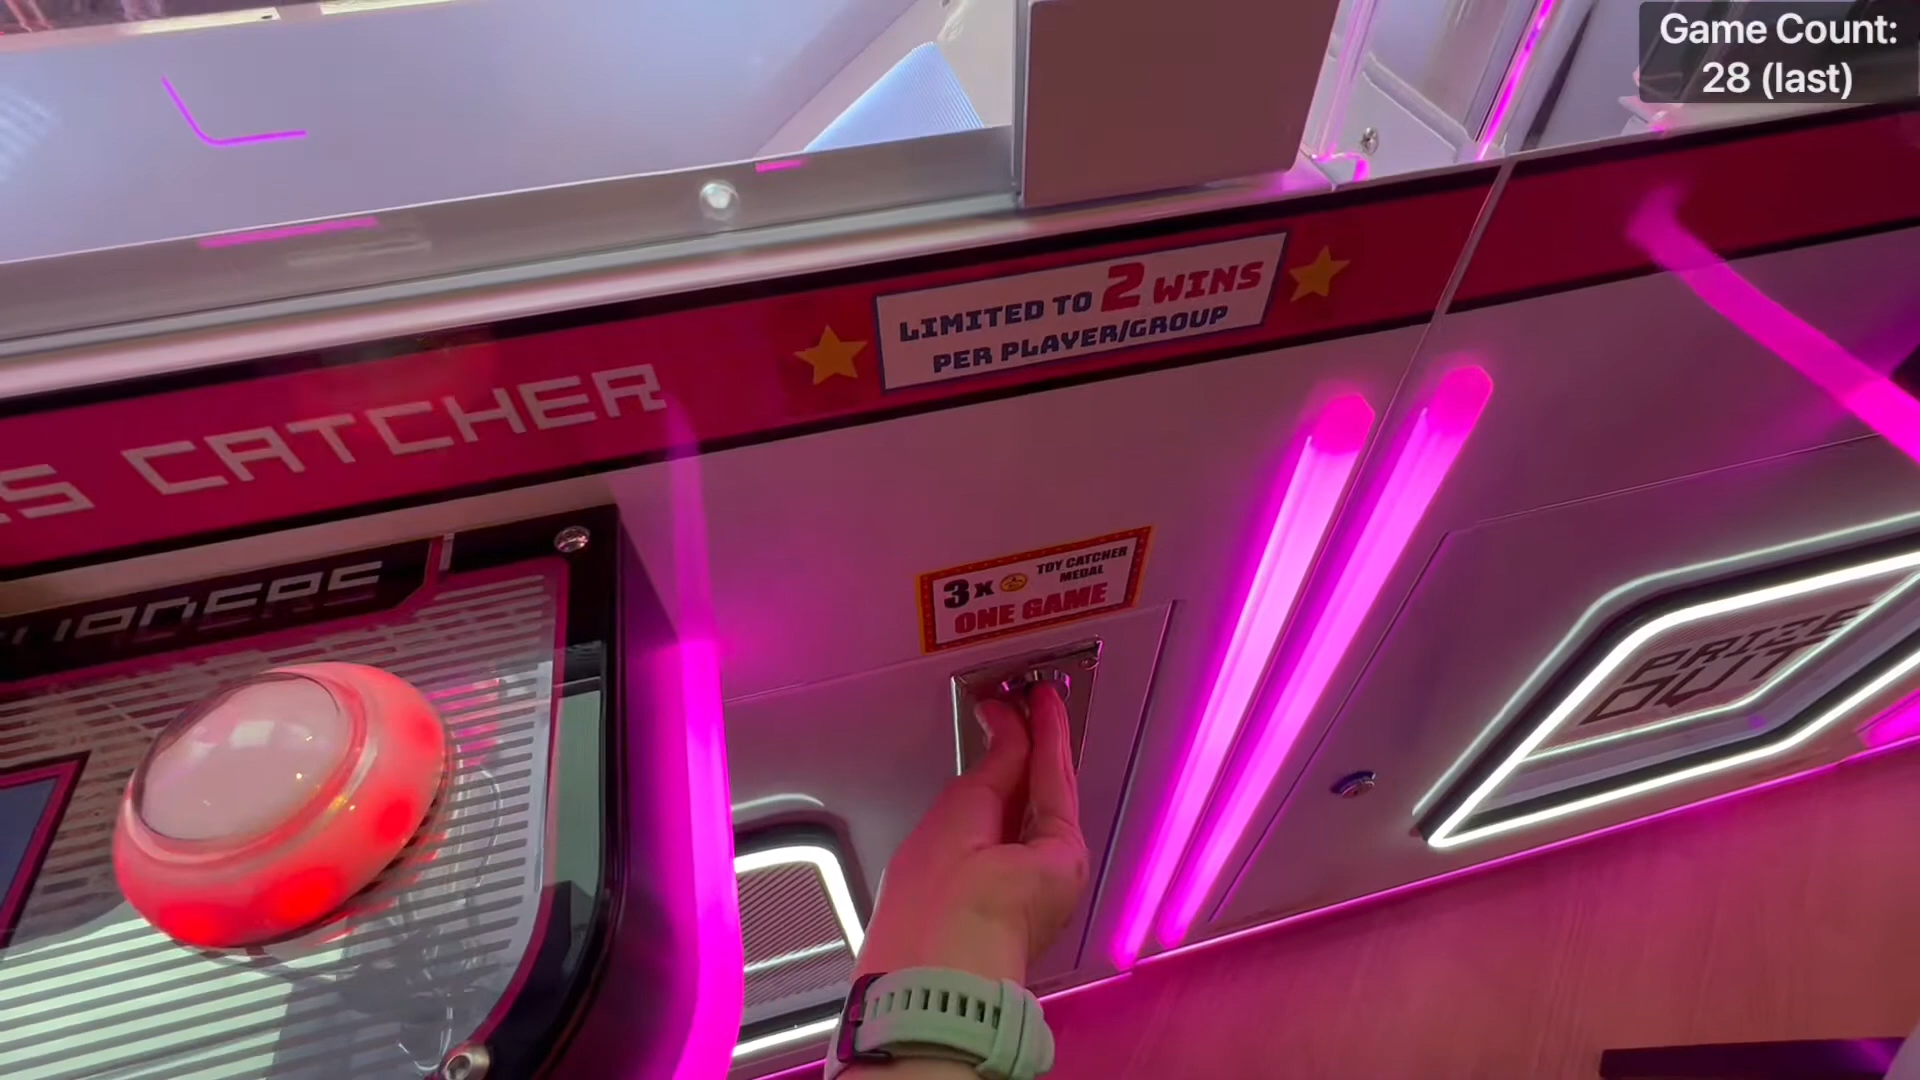 Game Count:
28 (last)
LIMITED TO 2 WINS
PER PLAYER/GROUP
CATCHER
3x TOY CATCHER
MEDAL
ONE GAME
PRIZE
OUT